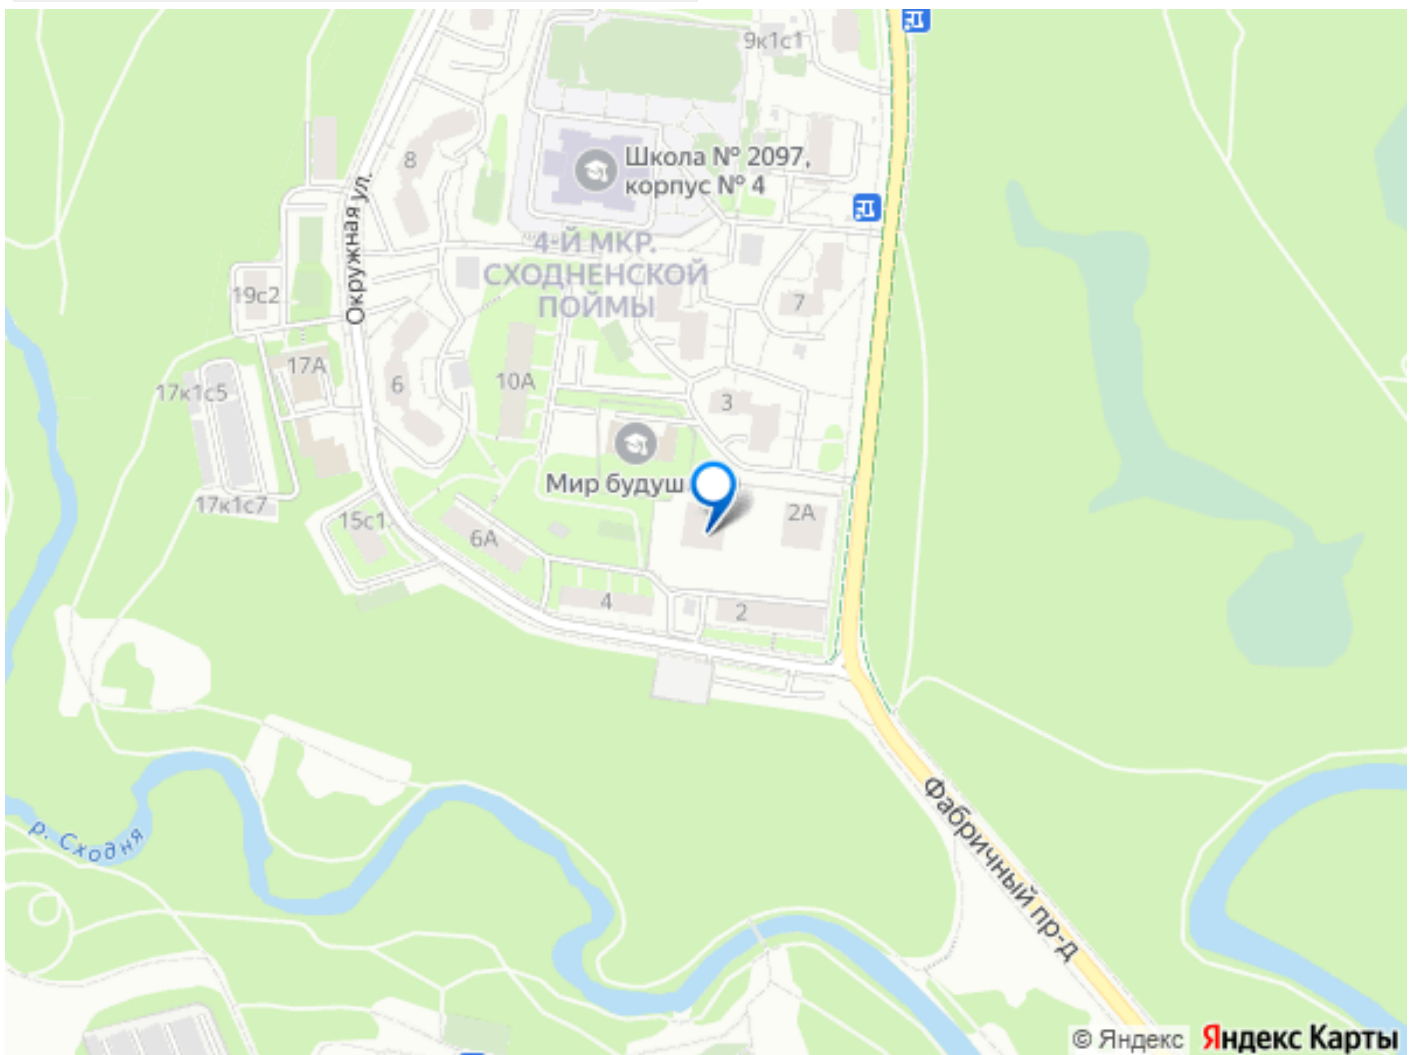 9к1с1
8
Школа № 2097,
корпус № 4
Окружная ул.
4-Й МКР.
СХОДНЕНСКОЙ
ПОЙМЫ
19с2
7
17А
17к1с5
6
10А
3
Мир будущ
17к1с7
15с1
6А
2А
4
2
Фабричный пр-д
р. Сходня
© Яндекс Яндекс Карты